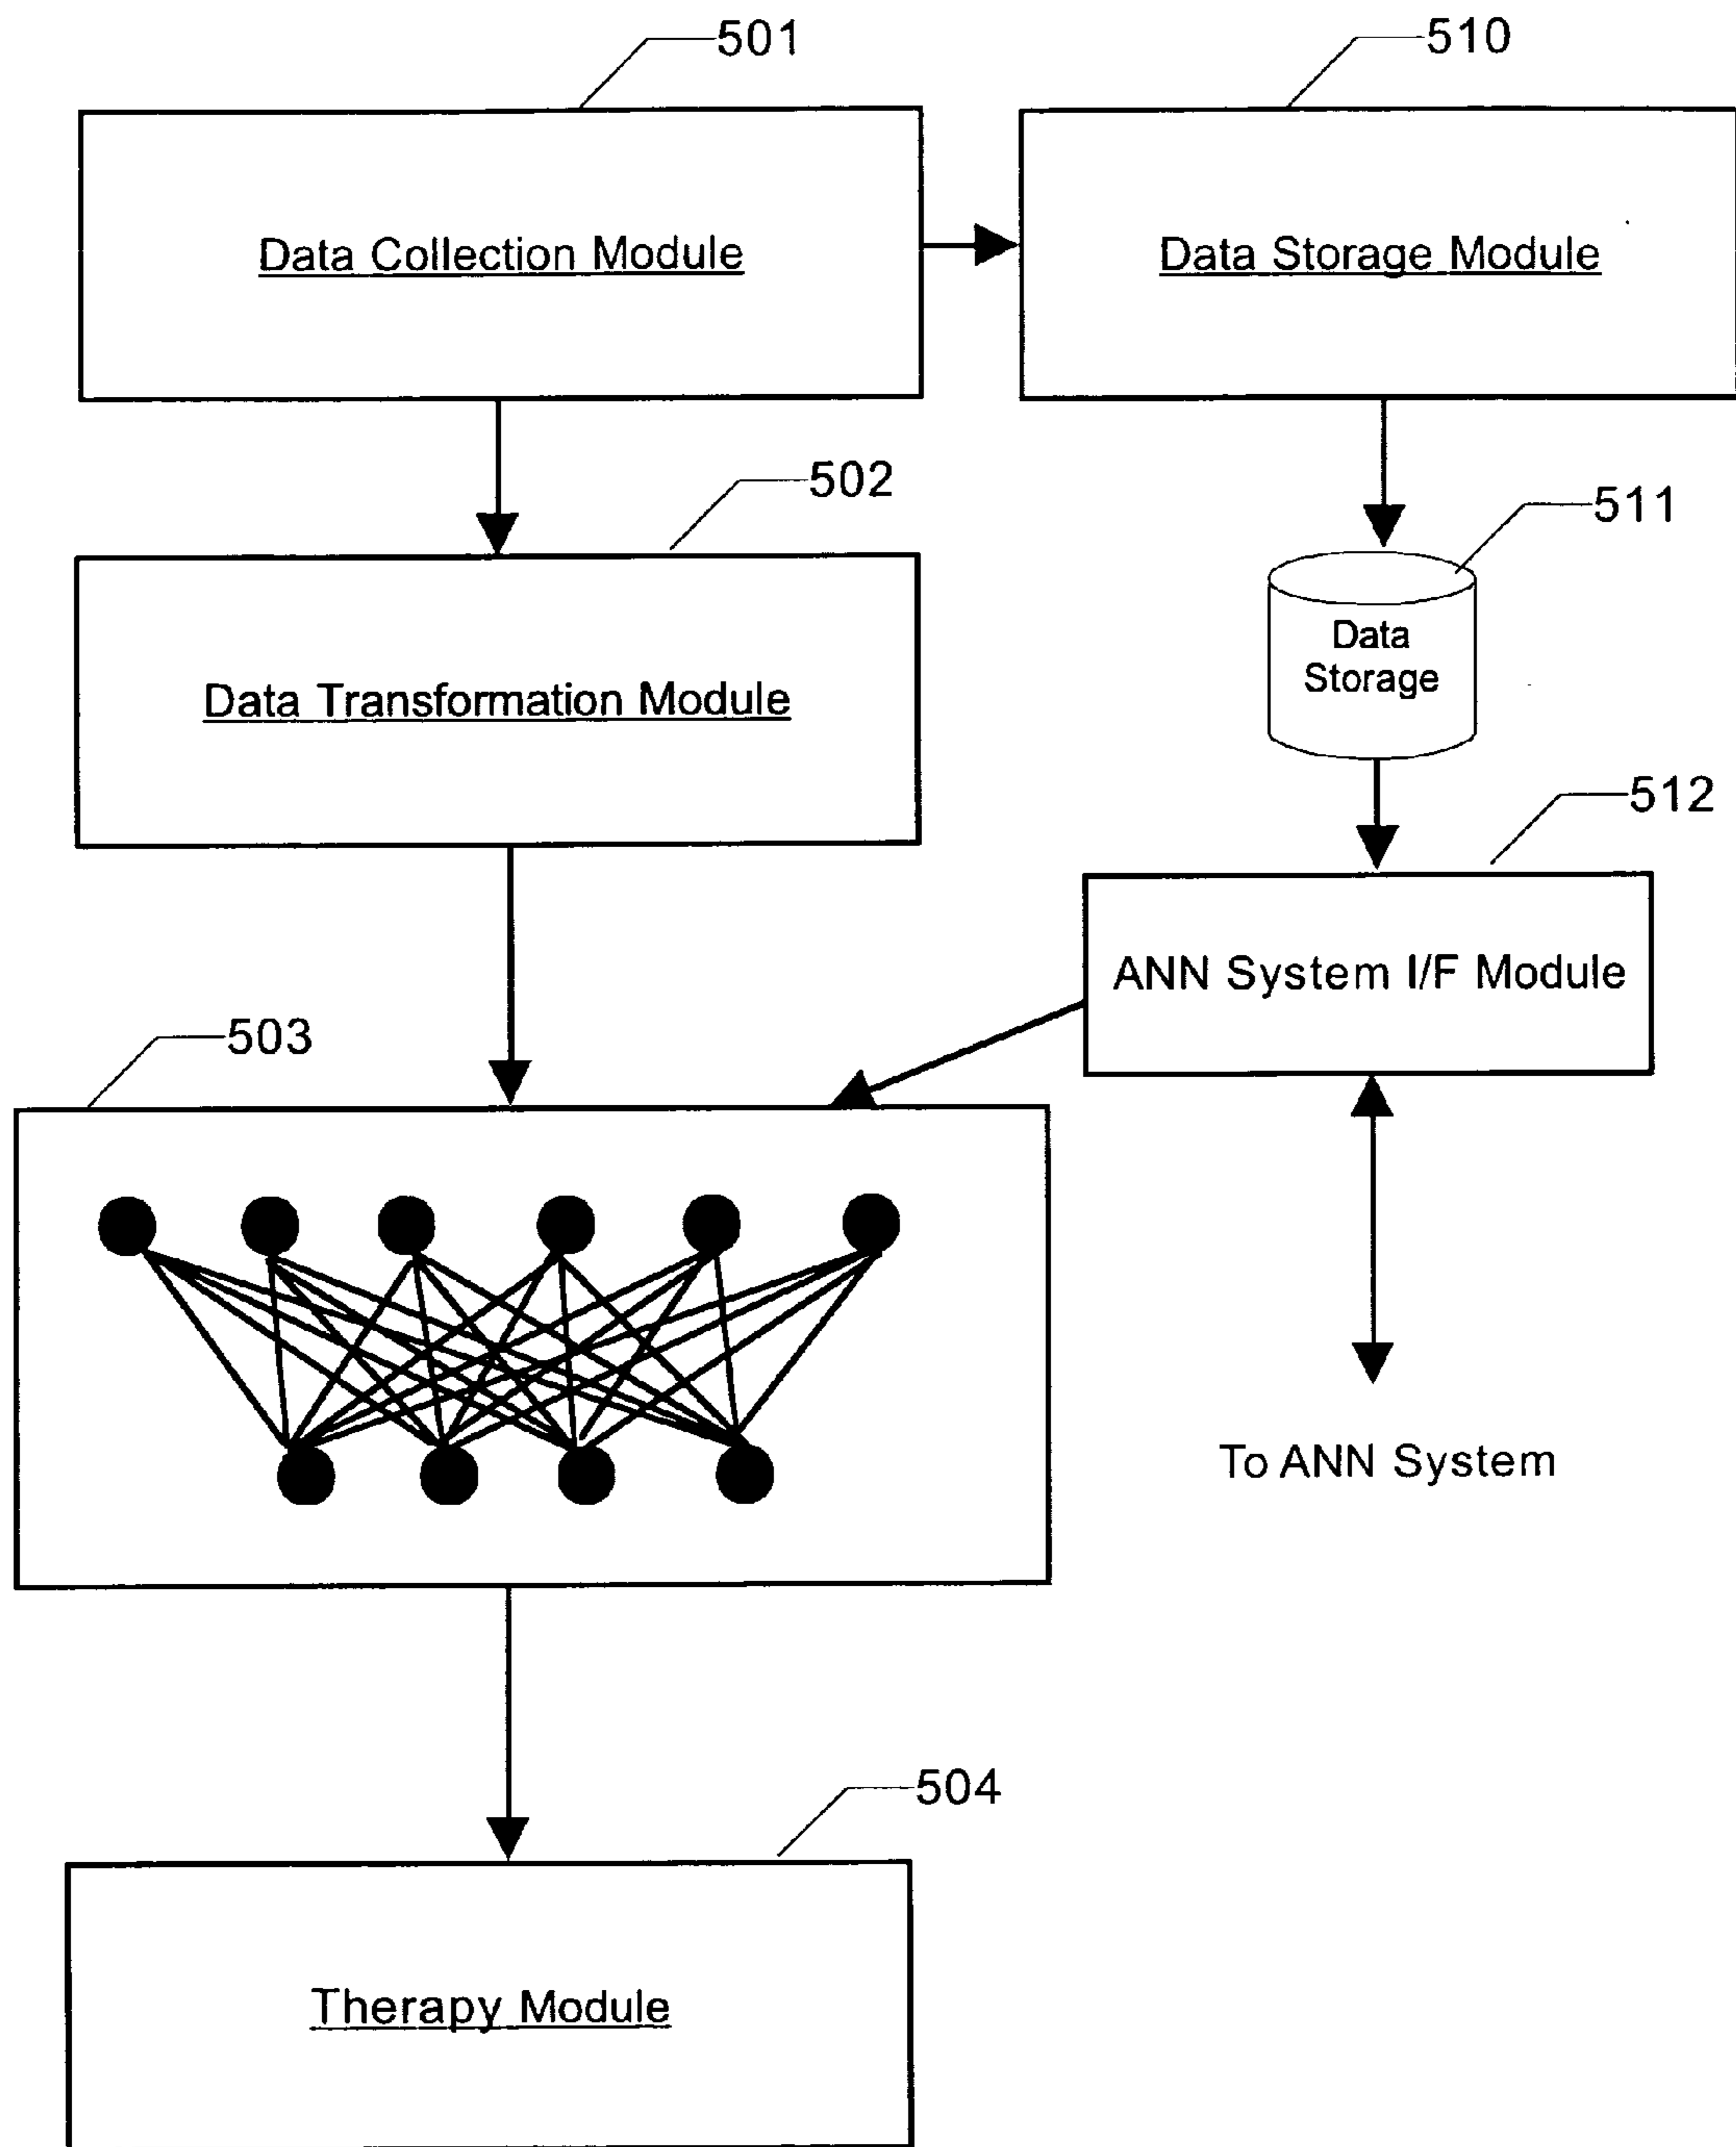 501
510
Data Collection Module
Data Storage Module
502
511
Data
Storage
Data Transformation Module
512
ANN System I/F Module
503
To ANN System
504
Therapy Module